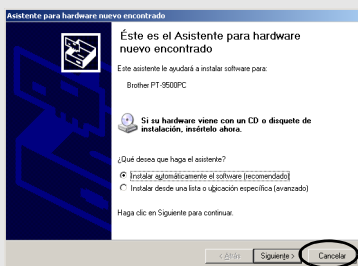 Asistente para hardware nuevo encontrado
Éste es el Asistente para hardware
nuevo encontrado
Este asistente le ayudará a instalar software para:
Brother PT-9500PC
Si su hardware viene con un CD o disquete de
instalación, insértelo ahora.
¿Qué desea que haga el asistente?
Instalar automáticamente el software (recomendado)
Instalar desde una lista o ubicación específica (avanzado)
Haga clic en Siguiente para continuar.
< Atrás Siguiente > Cancelar